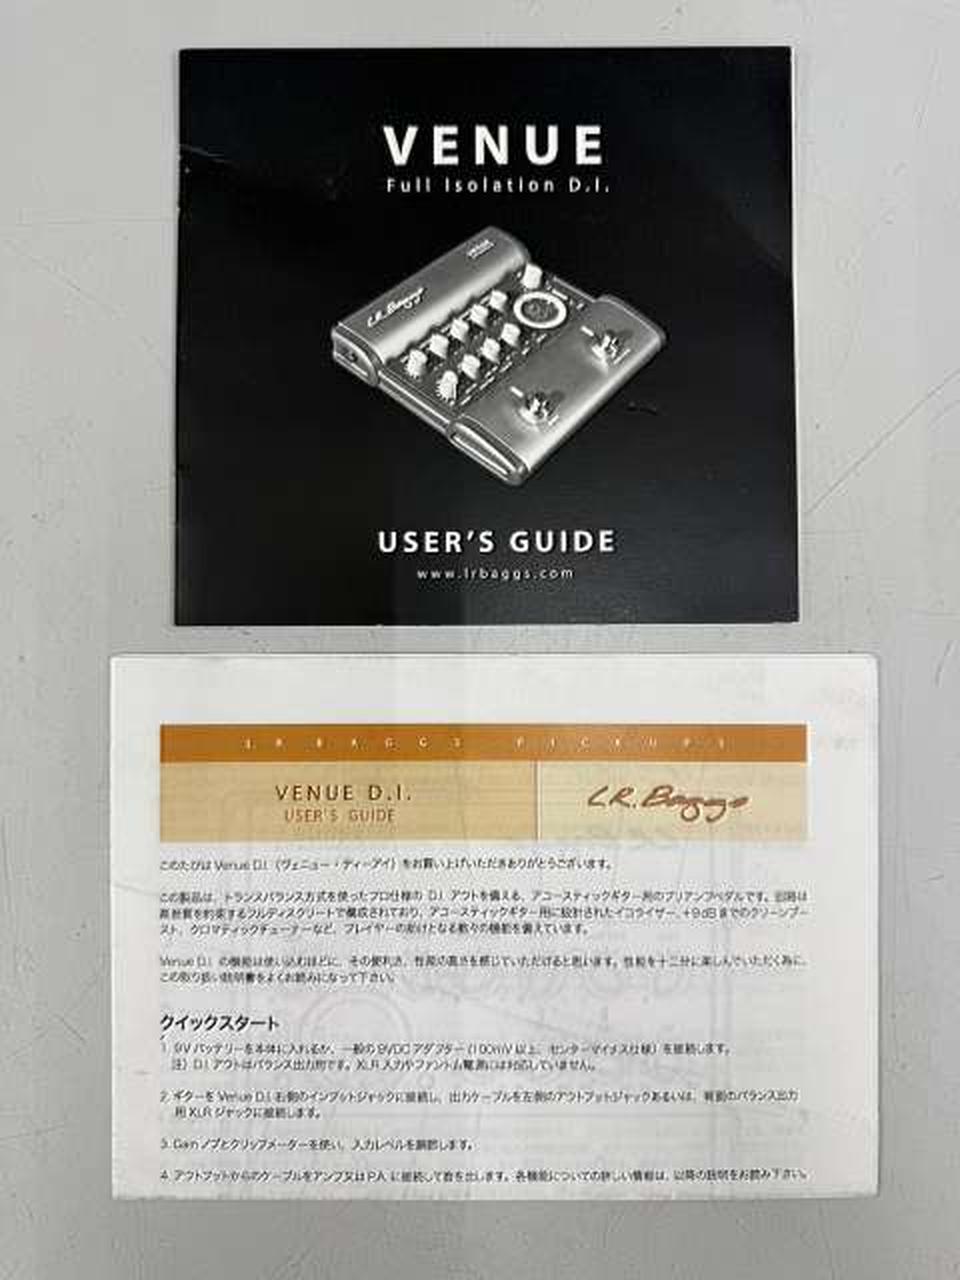 VENUE
Full Isolation D.I.
venue
L.R. Baggs
USER'S GUIDE
www.lrbaggs.com
LR BAGGS PICKUPS
VENUE D.I.
USER'S GUIDE
L.R. Baggs
このたびは Venue D.I.（ヴェニュー・ディーアイ）をお買い上げいただきありがとうございます。
この製品は、トランスバランス方式を使ったプロ仕様の D.I. アウトを備える、アコースティックギター用のプリアンプペダルです。回路は
高音質を約束するフルディスクリートで構成されており、アコースティックギター用に設計されたイコライザー、+9dB までのクリーンブー
スト、クロマティックチューナーなど、プレイヤーの助けとなる数々の機能を備えています。
Venue D.I. の機能は使い込むほどに、その便利さ、性能の高さを感じていただけると思います。性能を十二分に楽しんでいただく為に、
この取り扱い説明書をよくお読みになって下さい。
クイックスタート
1. 9V バッテリーを本体に入れるか、一般の 9VDC アダプター（100mV 以上、センターマイナス仕様）を接続します。
注）D.I. アウトはバランス出力用です。XLR 入力やファントム電源には対応していません。
2. ギターを Venue D.I. 右側のインプットジャックに接続し、出力ケーブルを左側のアウトプットジャックあるいは、背面のバランス出力
用 XLR ジャックに接続します。
3. Gain ノブとクリップメーターを使い、入力レベルを調節します。
4. アウトプットからのケーブルをアンプ又は P.A. に接続して音を出します。各機能についての詳しい情報は、以降の説明をお読み下さい。